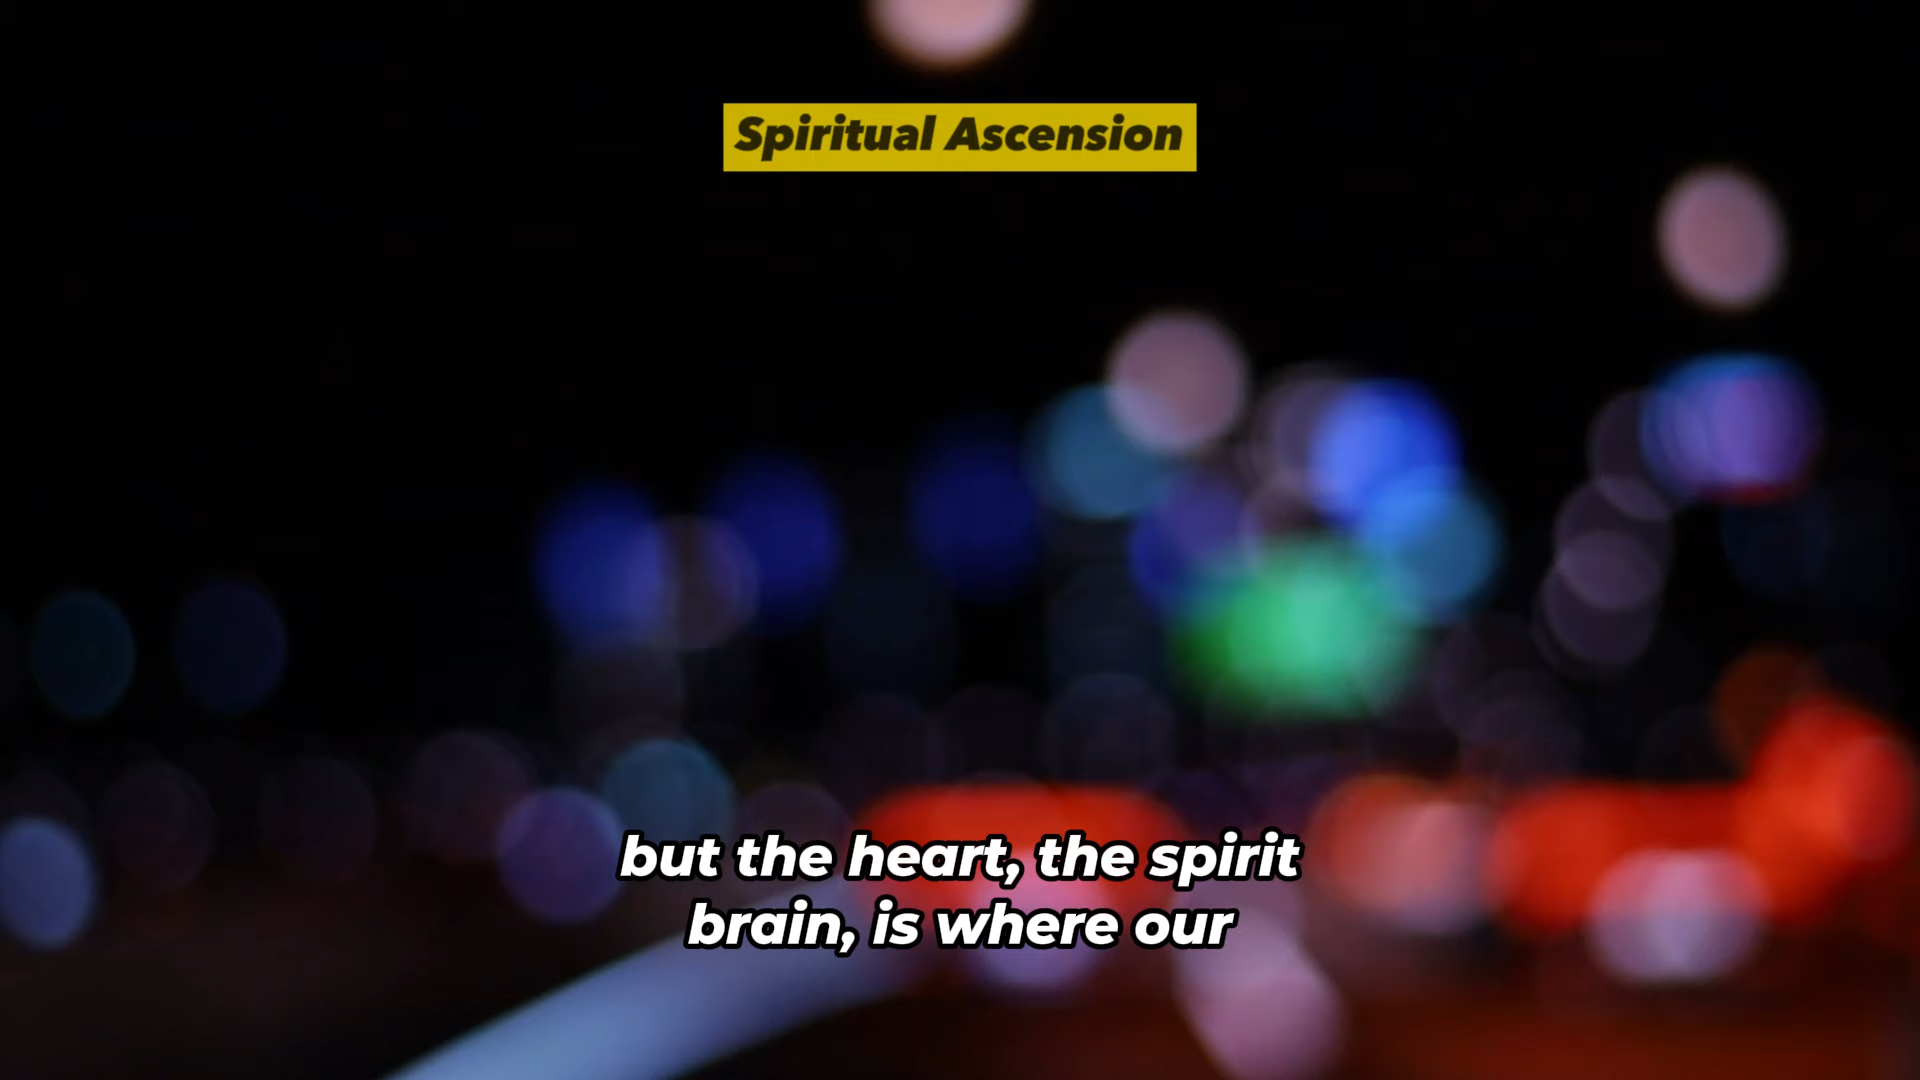 Spiritual Ascension
but the heart, the spirit
brain, is where our